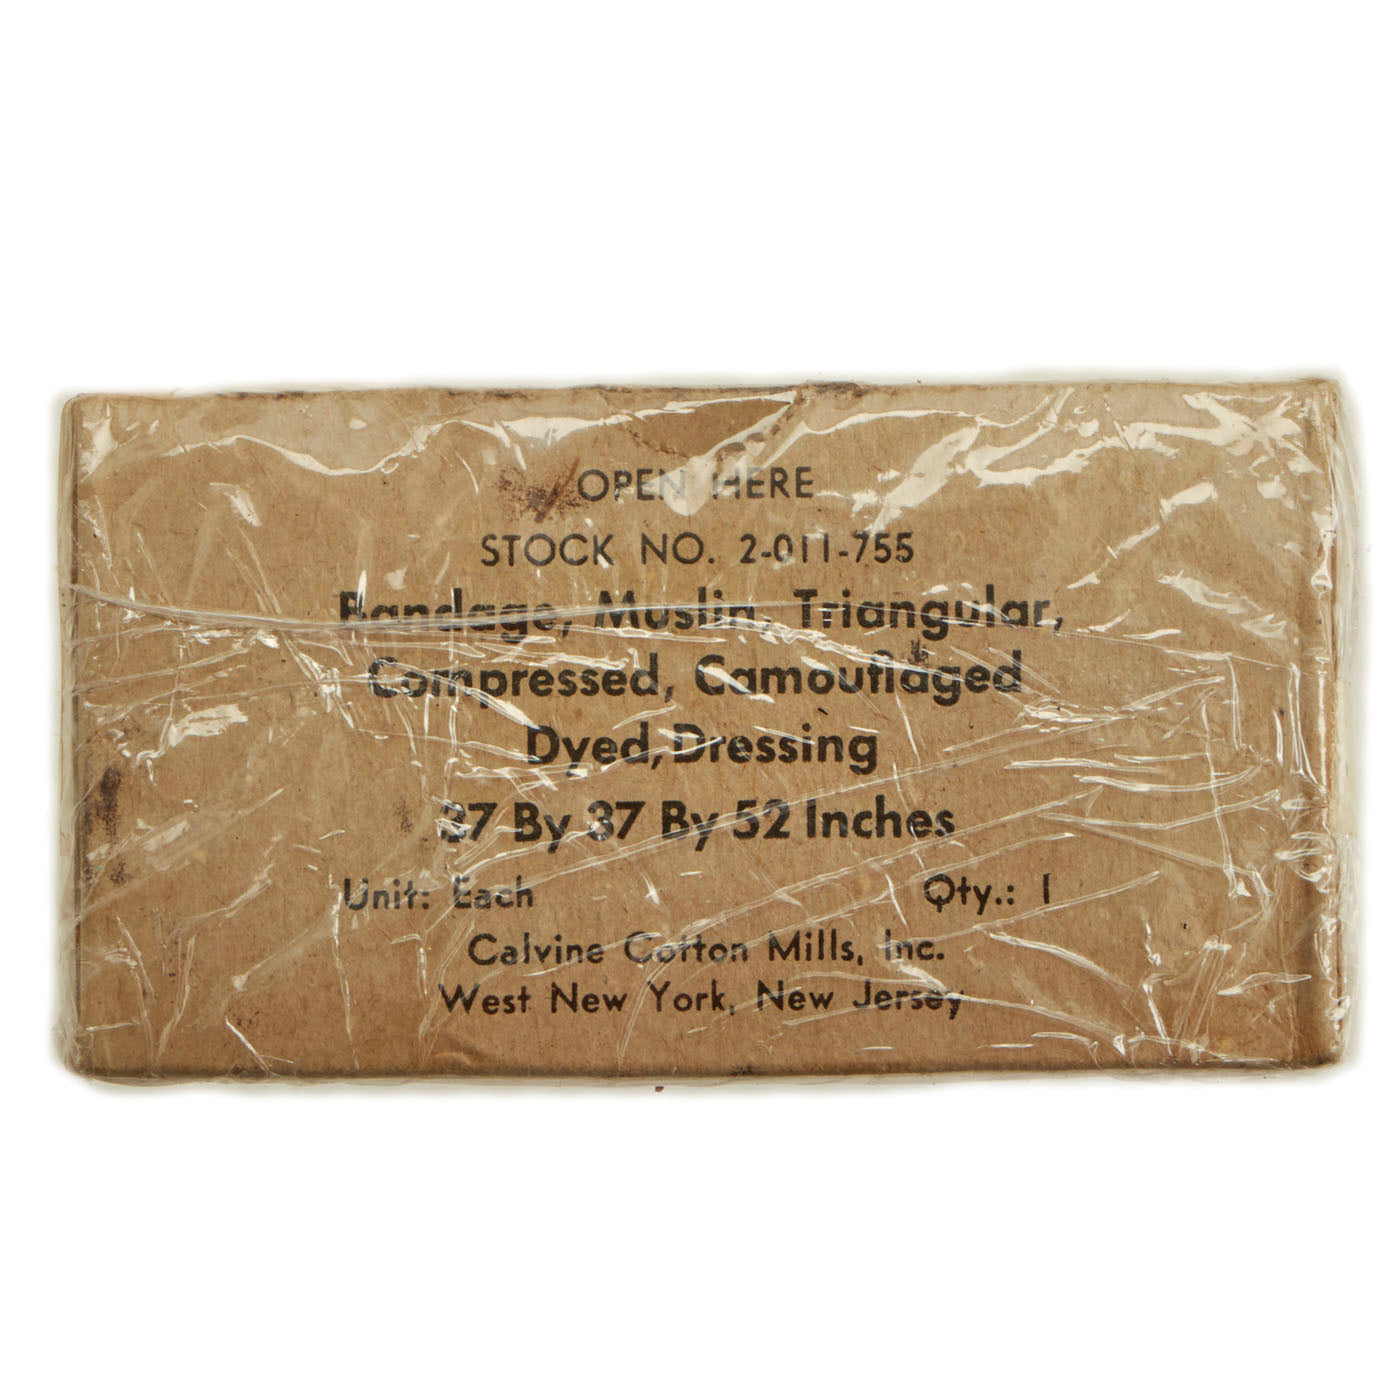 OPEN HERE
STOCK NO. 2-011-755
Bandage, Muslin, Triangular,
Compressed, Camouflaged
Dyed, Dressing
37 By 37 By 52 Inches
Unit: Each Qty.: 1
Calvine Cotton Mills, Inc.
West New York, New Jersey